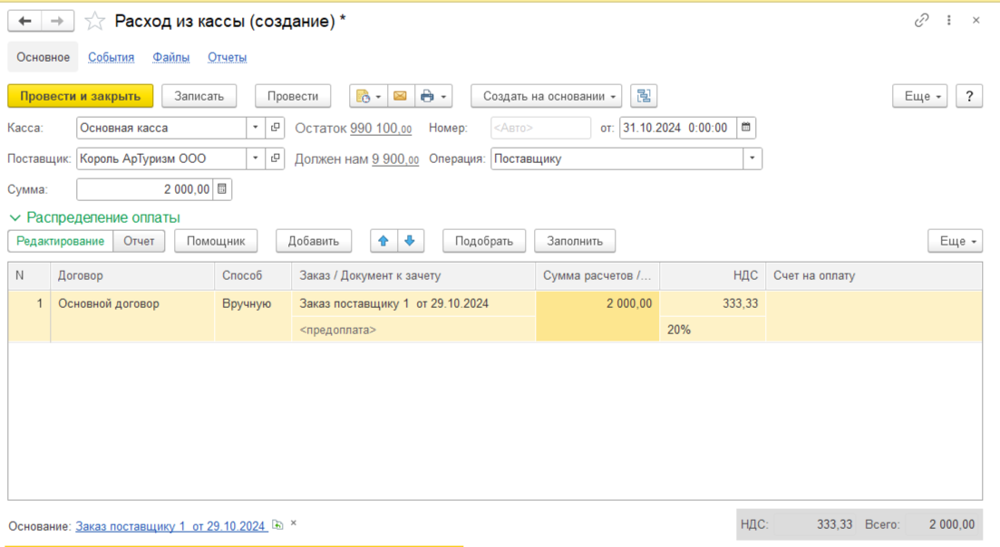 Расход из кассы (создание) *
Основное События Файлы Отчеты
Провести и закрыть Записать Провести Создать на основании Еще ?
Касса: Основная касса Остаток 990 100,00 Номер: <Авто> от: 31.10.2024 0:00:00
Поставщик: Король АрТуризм ООО Должен нам 9 900,00 Операция: Поставщику
Сумма: 2 000,00
Распределение оплаты
Редактирование Отчет Помощник Добавить Подобрать Заполнить Еще
N Договор Способ Заказ / Документ к зачету Сумма расчетов /... НДС Счет на оплату
1 Основной договор Вручную Заказ поставщику 1 от 29.10.2024 2 000,00 333,33
<предоплата> 20%
Основание: Заказ поставщику 1 от 29.10.2024 НДС: 333,33 Всего: 2 000,00